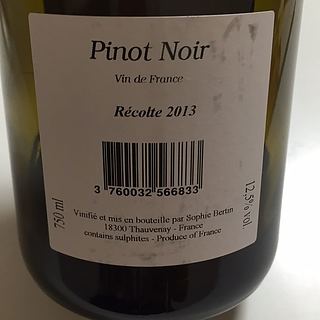 Pinot Noir
Vin de France
Récolte 2013
3 760032 566833
750 ml
12,5% Vol.
Vinifié et mis en bouteille par Sophie Bertin
18300 Thauvenay - France
contains sulphites - Produce of France